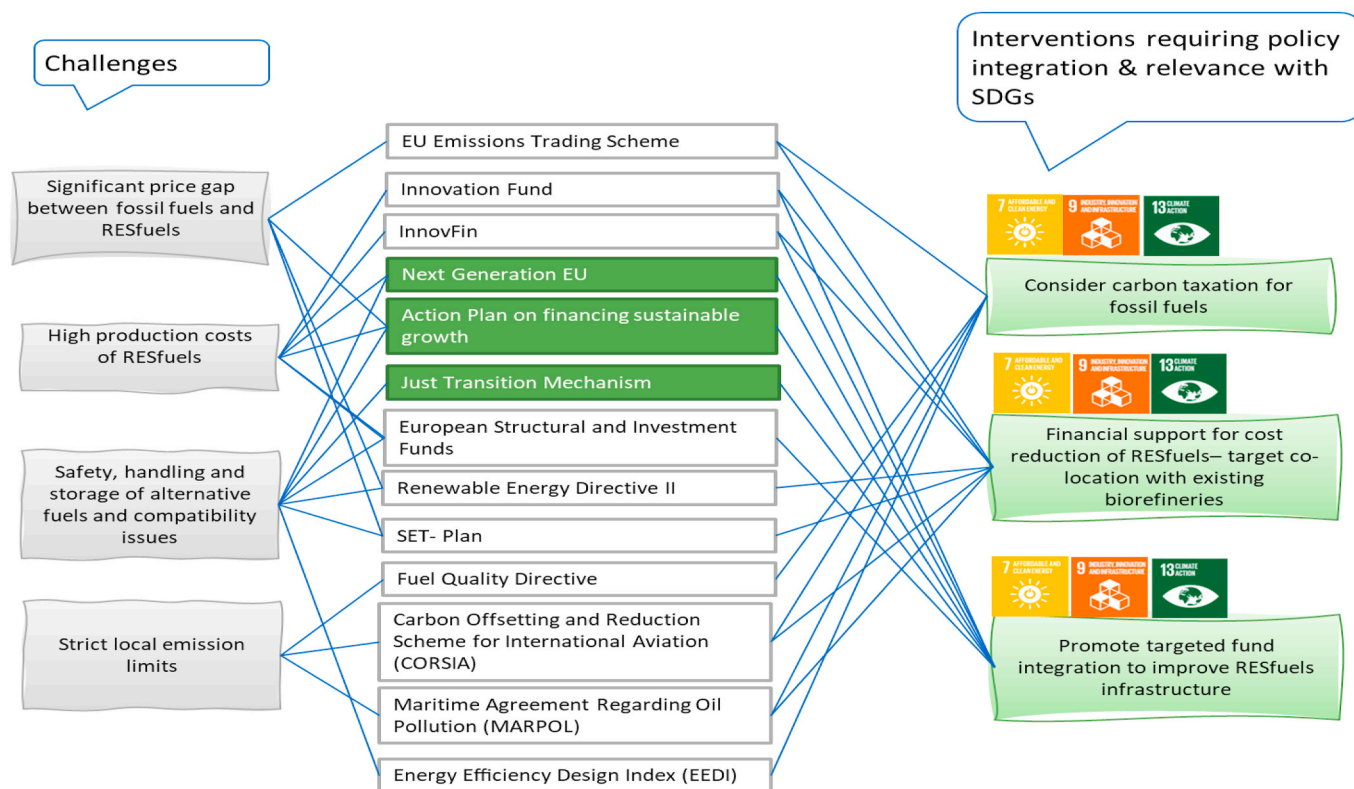 Challenges
Interventions requiring policy
integration & relevance with
SDGs
Significant price gap
between fossil fuels and
RESfuels
High production costs
of RESfuels
Safety, handling and
storage of alternative
fuels and compatibility
issues
Strict local emission
limits
EU Emissions Trading Scheme
Innovation Fund
InnovFin
Next Generation EU
Action Plan on financing sustainable
growth
Just Transition Mechanism
European Structural and Investment
Funds
Renewable Energy Directive II
SET- Plan
Fuel Quality Directive
Carbon Offsetting and Reduction
Scheme for International Aviation
(CORSIA)
Maritime Agreement Regarding Oil
Pollution (MARPOL)
Energy Efficiency Design Index (EEDI)
7 AFFORDABLE AND
CLEAN ENERGY
9 INDUSTRY, INNOVATION
AND INFRASTRUCTURE
13 CLIMATE
ACTION
Consider carbon taxation for
fossil fuels
7 AFFORDABLE AND
CLEAN ENERGY
9 INDUSTRY, INNOVATION
AND INFRASTRUCTURE
13 CLIMATE
ACTION
Financial support for cost
reduction of RESfuels– target co-
location with existing
biorefineries
7 AFFORDABLE AND
CLEAN ENERGY
9 INDUSTRY, INNOVATION
AND INFRASTRUCTURE
13 CLIMATE
ACTION
Promote targeted fund
integration to improve RESfuels
infrastructure